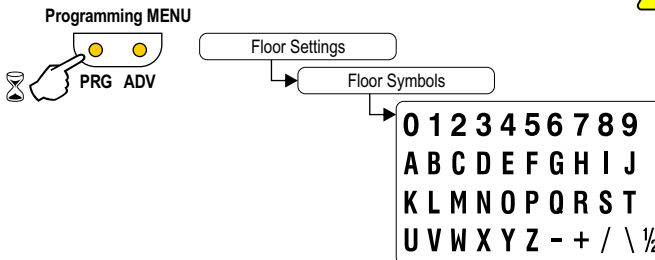 Programming MENU
PRG ADV
Floor Settings
Floor Symbols
0 1 2 3 4 5 6 7 8 9
A B C D E F G H I J
K L M N O P Q R S T
U V W X Y Z - + / \ ½